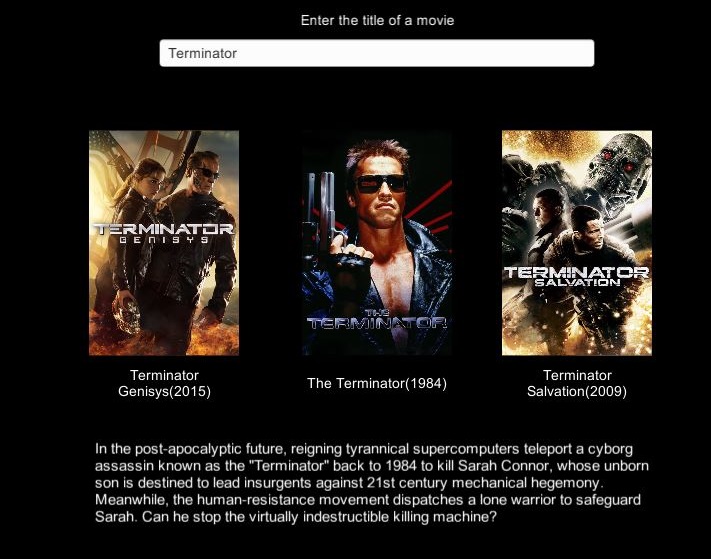 Enter the title of a movie
Terminator
TERMINATOR
GENISYS
THE
TERMINATOR
TERMINATOR
SALVATION
Terminator
Genisys(2015)
The Terminator(1984)
Terminator
Salvation(2009)
In the post-apocalyptic future, reigning tyrannical supercomputers teleport a cyborg
assassin known as the "Terminator" back to 1984 to kill Sarah Connor, whose unborn
son is destined to lead insurgents against 21st century mechanical hegemony.
Meanwhile, the human-resistance movement dispatches a lone warrior to safeguard
Sarah. Can he stop the virtually indestructible killing machine?